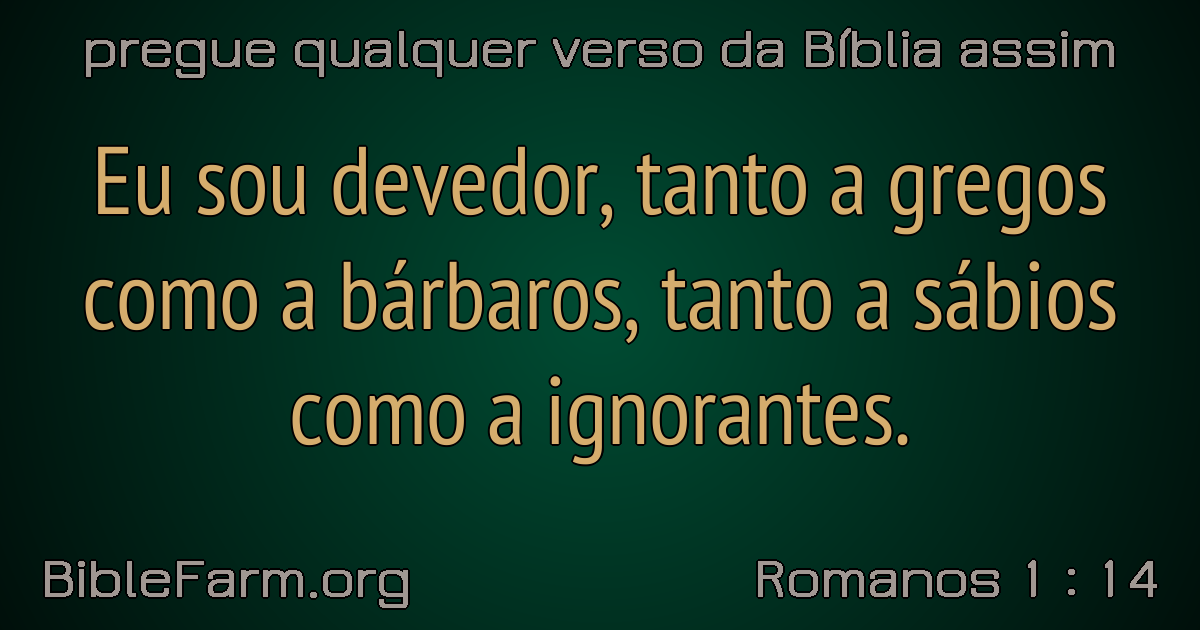 pregue qualquer verso da Bíblia assim
Eu sou devedor, tanto a gregos
como a bárbaros, tanto a sábios
como a ignorantes.
BibleFarm.org
Romanos 1 : 14